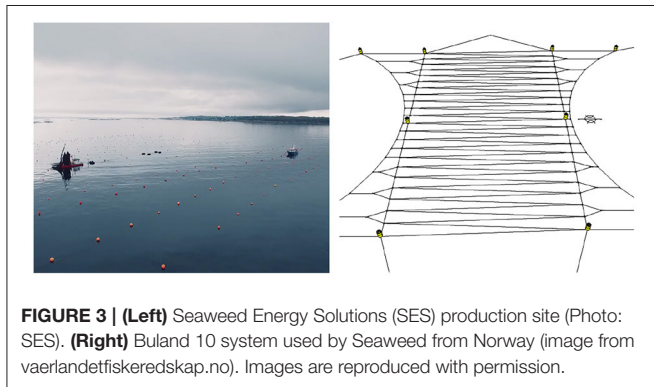 FIGURE 3 | (Left) Seaweed Energy Solutions (SES) production site (Photo:
SES). (Right) Buland 10 system used by Seaweed from Norway (image from
vaerlandetfiskeredskap.no). Images are reproduced with permission.